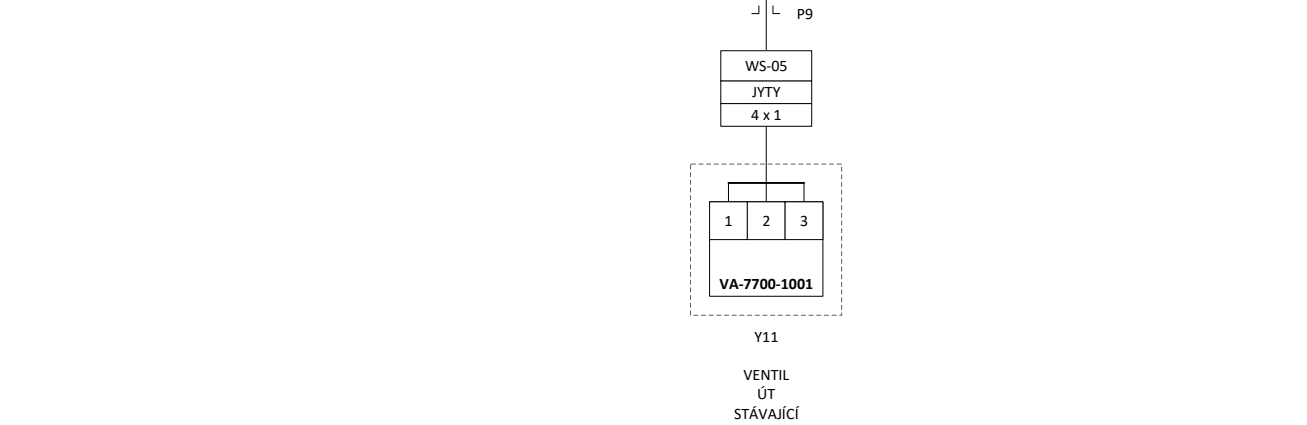 P9
WS-05
JYTY
4 x 1
1 2 3
VA-7700-1001
Y11
VENTIL
ÚT
STÁVAJÍCÍ